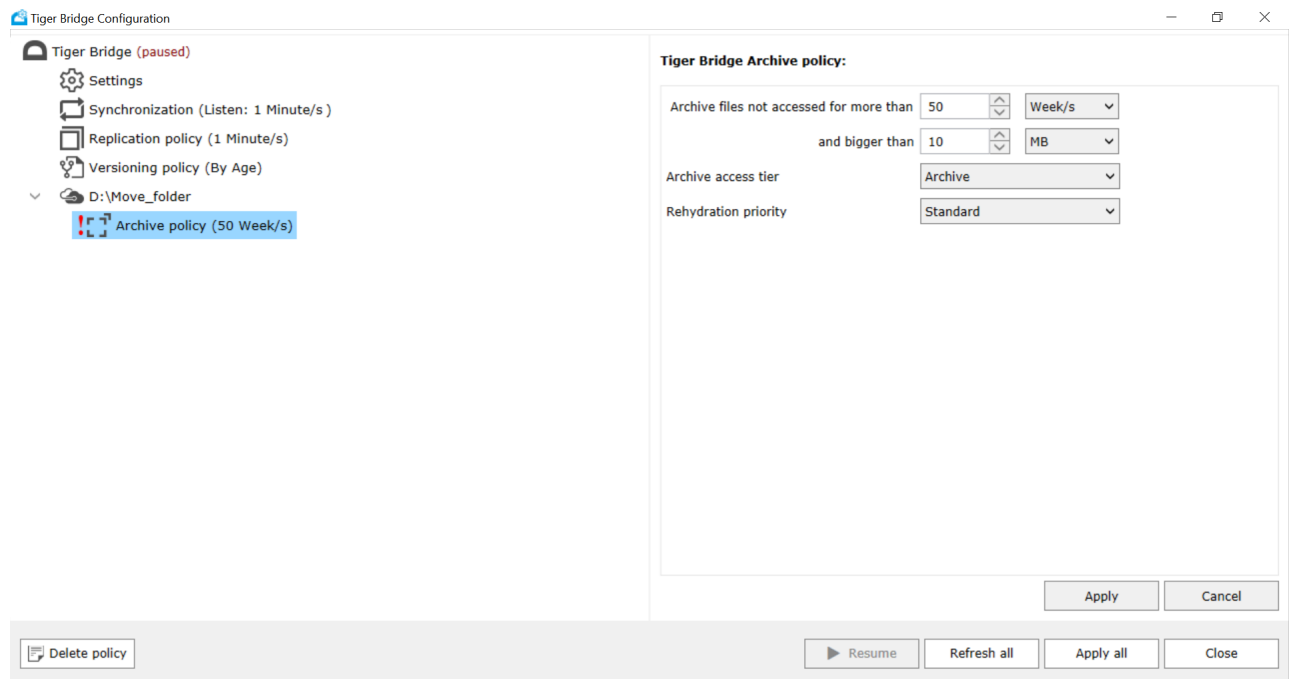 Tiger Bridge Configuration
Tiger Bridge (paused)
Settings
Synchronization (Listen: 1 Minute/s )
Replication policy (1 Minute/s)
Versioning policy (By Age)
D:\Move_folder
! Archive policy (50 Week/s)
Tiger Bridge Archive policy:
Archive files not accessed for more than 50 Week/s
and bigger than 10 MB
Archive access tier Archive
Rehydration priority Standard
Apply Cancel
Delete policy Resume Refresh all Apply all Close